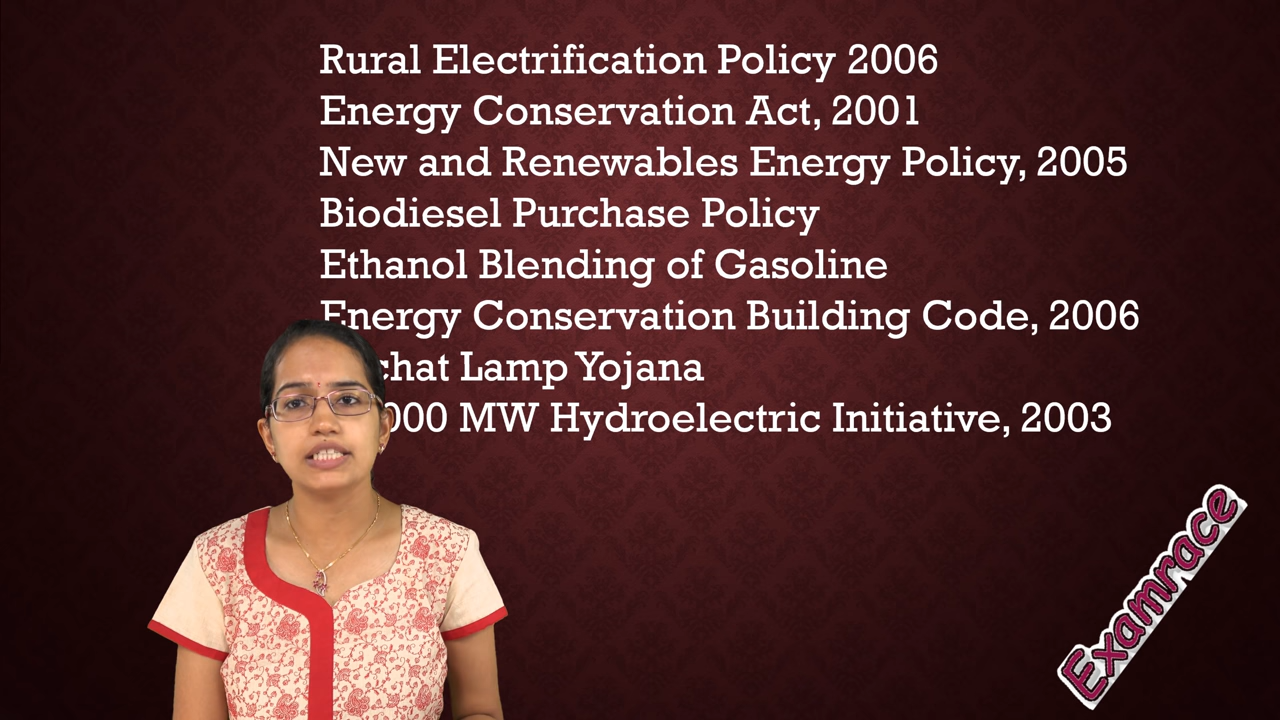 Rural Electrification Policy 2006
Energy Conservation Act, 2001
New and Renewables Energy Policy, 2005
Biodiesel Purchase Policy
Ethanol Blending of Gasoline
Energy Conservation Building Code, 2006
Lamp Yojana
MW Hydroelectric Initiative, 2003
Examrace